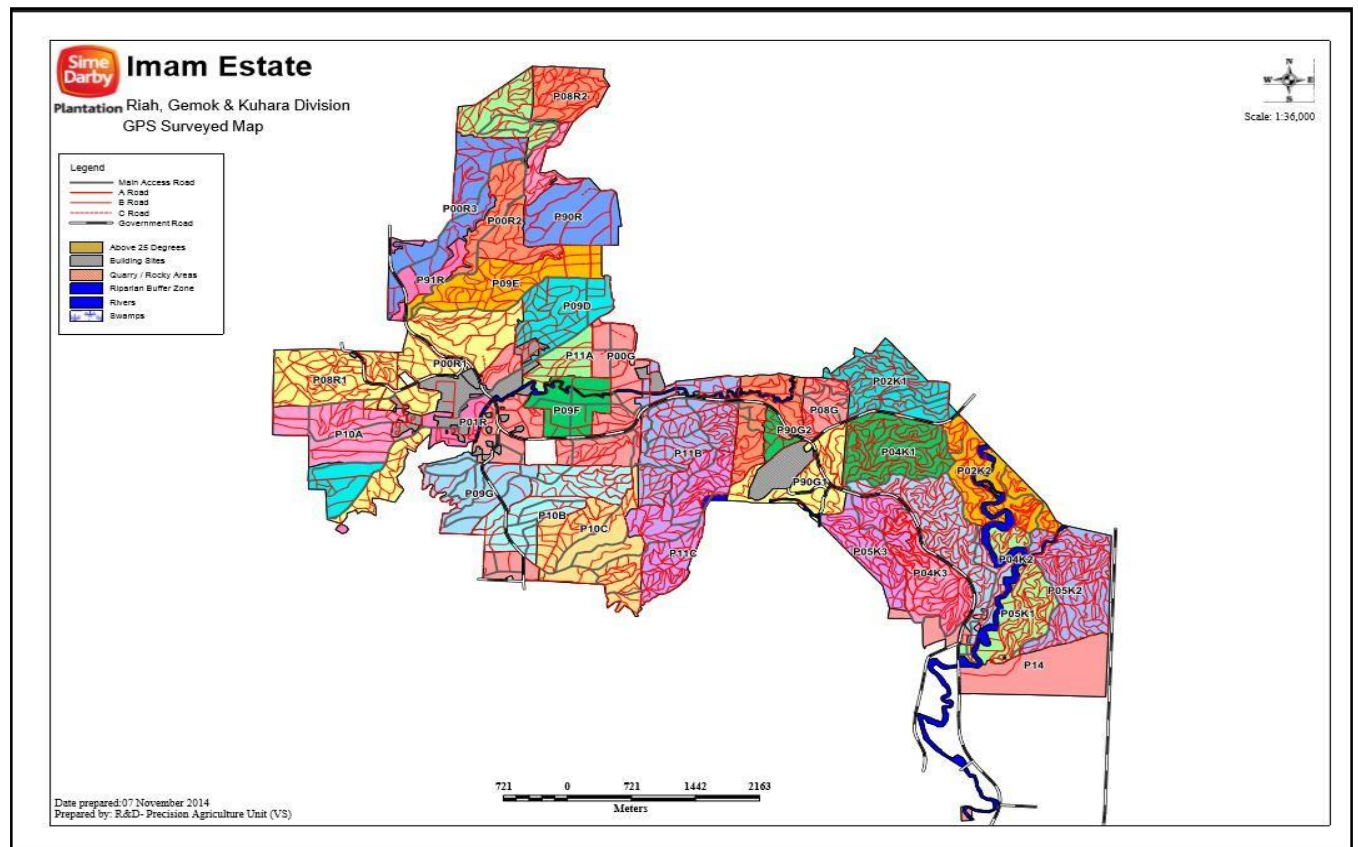 Sime
Darby
Plantation
Imam Estate
Riah, Gemok & Kuhara Division
GPS Surveyed Map
N
W E
S
Scale: 1:36,000
Legend
Main Access Road
A Road
B Road
C Road
Government Road
Above 25 Degrees
Building Sites
Quarry / Rocky Areas
Riparian Buffer Zone
Rivers
Swamps
P08R2
P00R3
P00R2
P90R
P91R
P09E
P09D
P11A
P00G
P00R1
P08R1
P09F
P01R
P10A
P02K1
P08G
P90G2
P11B
P04K1
P02K2
P90G1
P09G
P10B
P10C
P11C
P05K3
P04K3
P04K2
P05K2
P05K1
P14
721 0 721 1442 2163
Meters
Date prepared:07 November 2014
Prepared by: R&D- Precision Agriculture Unit (VS)